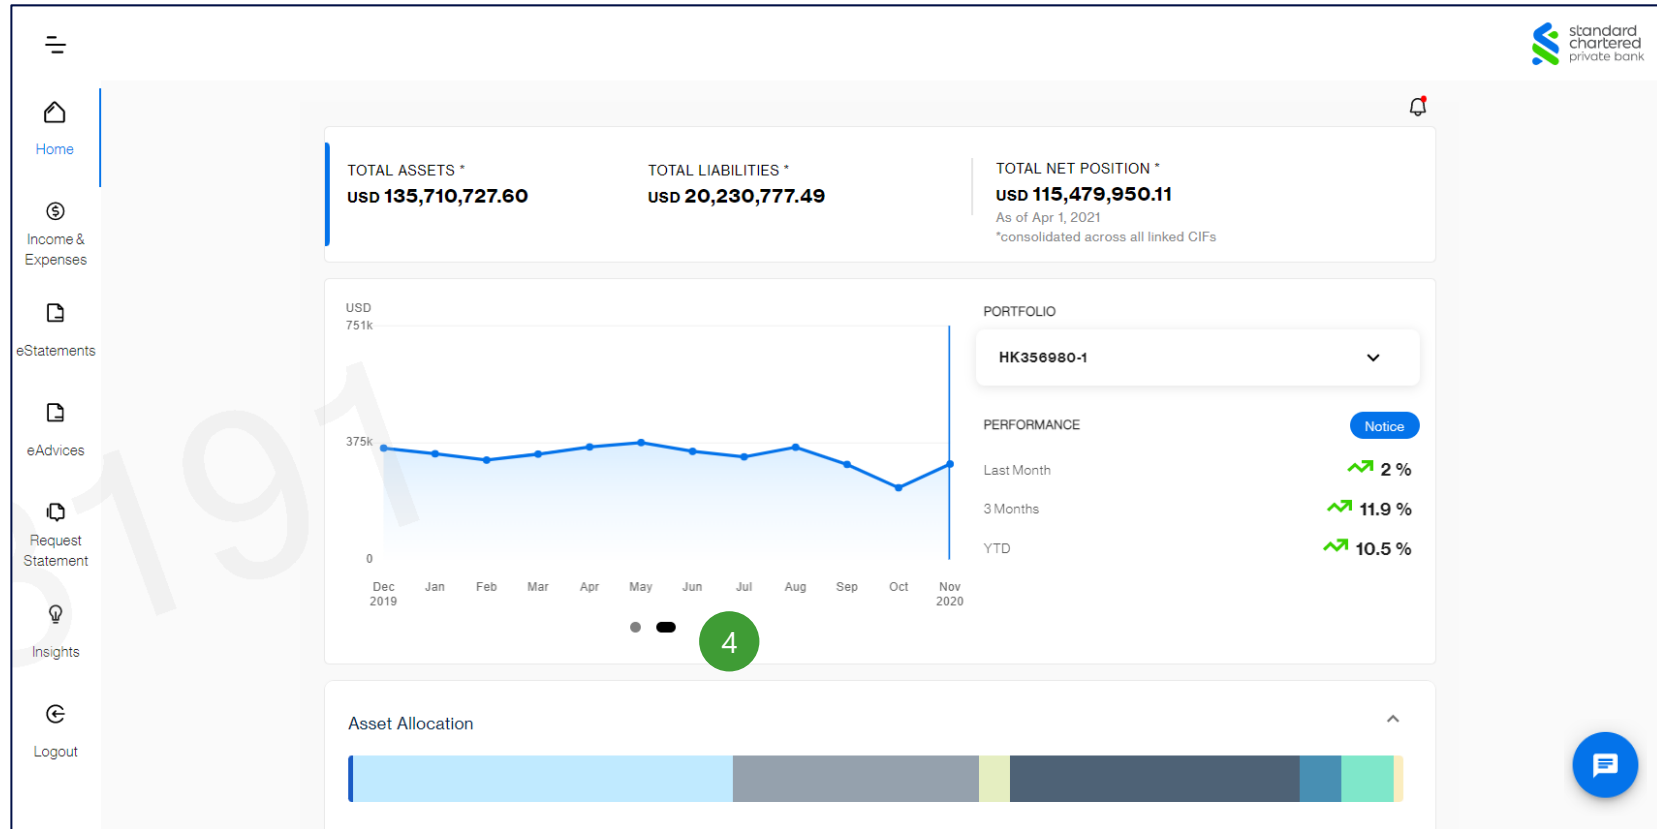 standard
chartered
private bank
Home
Income &
Expenses
eStatements
eAdvices
Request
Statement
Insights
Logout
TOTAL ASSETS *
USD 135,710,727.60
TOTAL LIABILITIES *
USD 20,230,777.49
TOTAL NET POSITION *
USD 115,479,950.11
As of Apr 1, 2021
*consolidated across all linked CIFs
USD
751k
375k
0
Dec 2019 Jan Feb Mar Apr May Jun Jul Aug Sep Oct Nov 2020
4
PORTFOLIO
HK356980-1
PERFORMANCE Notice
Last Month 2 %
3 Months 11.9 %
YTD 10.5 %
Asset Allocation
3191